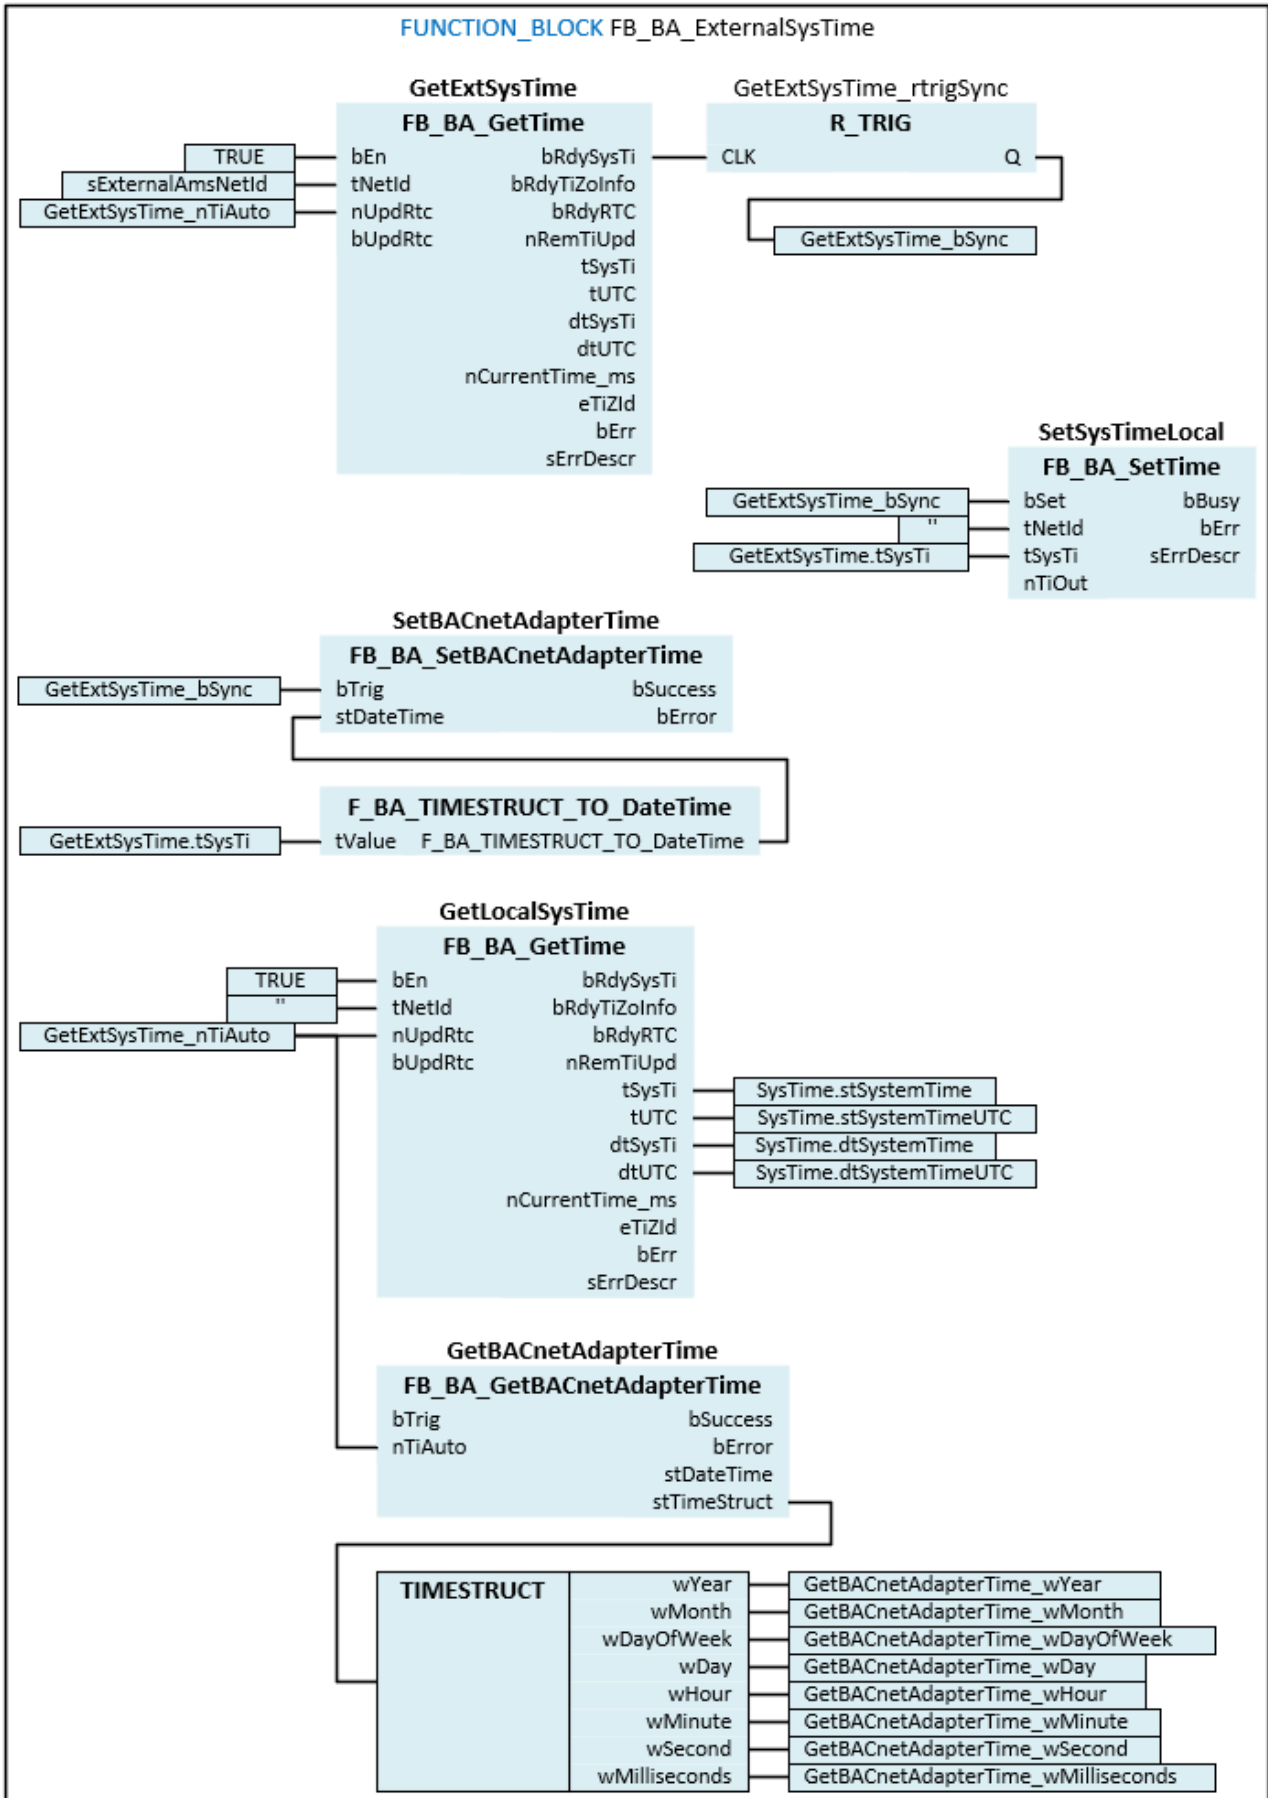 FUNCTION_BLOCK FB_BA_ExternalSysTime
GetExtSysTime
GetExtSysTime_rtrigSync
FB_BA_GetTime
R_TRIG
TRUE bEn bRdySysTi CLK Q
sExternalAmsNetId tNetId bRdyTiZoInfo
GetExtSysTime_nTiAuto nUpdRtc bRdyRTC
bUpdRtc nRemTiUpd GetExtSysTime_bSync
tSysTi
tUTC
dtSysTi
dtUTC
nCurrentTime_ms
eTiZId
bErr
sErrDescr
SetSysTimeLocal
FB_BA_SetTime
GetExtSysTime_bSync bSet bBusy
'' tNetId bErr
GetExtSysTime.tSysTi tSysTi sErrDescr
nTiOut
SetBACnetAdapterTime
FB_BA_SetBACnetAdapterTime
GetExtSysTime_bSync bTrig bSuccess
stDateTime bError
F_BA_TIMESTRUCT_TO_DateTime
GetExtSysTime.tSysTi tValue F_BA_TIMESTRUCT_TO_DateTime
GetLocalSysTime
FB_BA_GetTime
TRUE bEn bRdySysTi
'' tNetId bRdyTiZoInfo
GetExtSysTime_nTiAuto nUpdRtc bRdyRTC
bUpdRtc nRemTiUpd
tSysTi SysTime.stSystemTime
tUTC SysTime.stSystemTimeUTC
dtSysTi SysTime.dtSystemTime
dtUTC SysTime.dtSystemTimeUTC
nCurrentTime_ms
eTiZId
bErr
sErrDescr
GetBACnetAdapterTime
FB_BA_GetBACnetAdapterTime
bTrig bSuccess
nTiAuto bError
stDateTime
stTimeStruct
TIMESTRUCT wYear GetBACnetAdapterTime_wYear
wMonth GetBACnetAdapterTime_wMonth
wDayOfWeek GetBACnetAdapterTime_wDayOfWeek
wDay GetBACnetAdapterTime_wDay
wHour GetBACnetAdapterTime_wHour
wMinute GetBACnetAdapterTime_wMinute
wSecond GetBACnetAdapterTime_wSecond
wMilliseconds GetBACnetAdapterTime_wMilliseconds